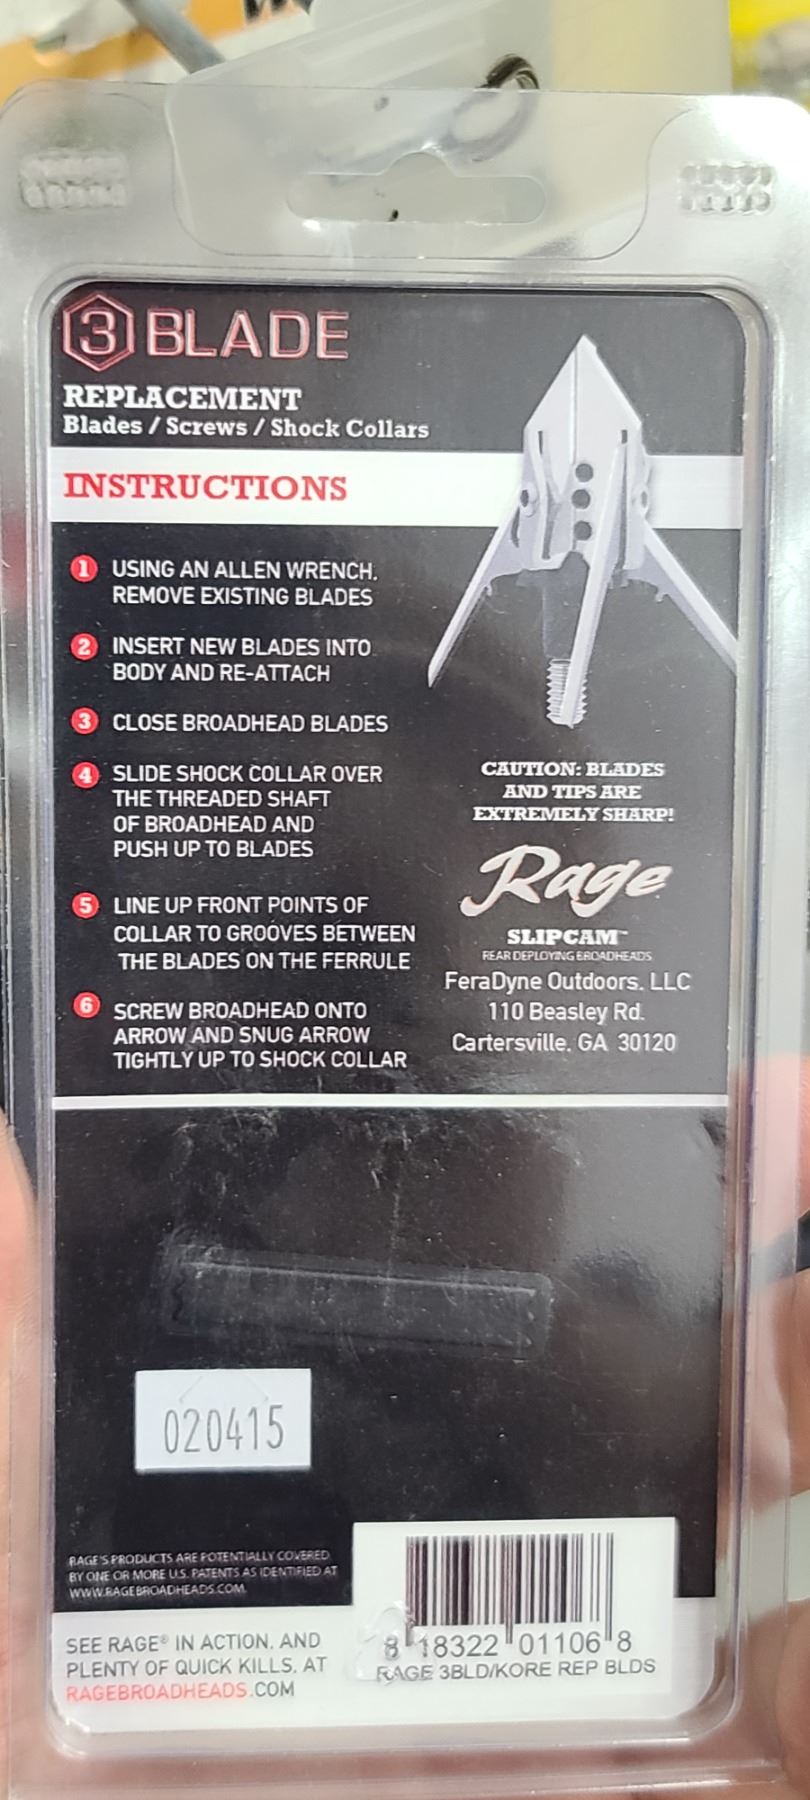 3 BLADE
REPLACEMENT
Blades / Screws / Shock Collars
INSTRUCTIONS
1 USING AN ALLEN WRENCH,
REMOVE EXISTING BLADES
2 INSERT NEW BLADES INTO
BODY AND RE-ATTACH
3 CLOSE BROADHEAD BLADES
4 SLIDE SHOCK COLLAR OVER
THE THREADED SHAFT
OF BROADHEAD AND
PUSH UP TO BLADES
5 LINE UP FRONT POINTS OF
COLLAR TO GROOVES BETWEEN
THE BLADES ON THE FERRULE
6 SCREW BROADHEAD ONTO
ARROW AND SNUG ARROW
TIGHTLY UP TO SHOCK COLLAR
CAUTION: BLADES
AND TIPS ARE
EXTREMELY SHARP!
Rage
SLIPCAM™
REAR DEPLOYING BROADHEADS
FeraDyne Outdoors, LLC
110 Beasley Rd.
Cartersville, GA 30120
020415
RAGE'S PRODUCTS ARE POTENTIALLY COVERED
BY ONE OR MORE U.S. PATENTS AS IDENTIFIED AT
WWW.RAGEBROADHEADS.COM
SEE RAGE® IN ACTION, AND
PLENTY OF QUICK KILLS, AT
RAGEBROADHEADS.COM
8 18322 01106 8
RAGE 3BLD/KORE REP BLDS